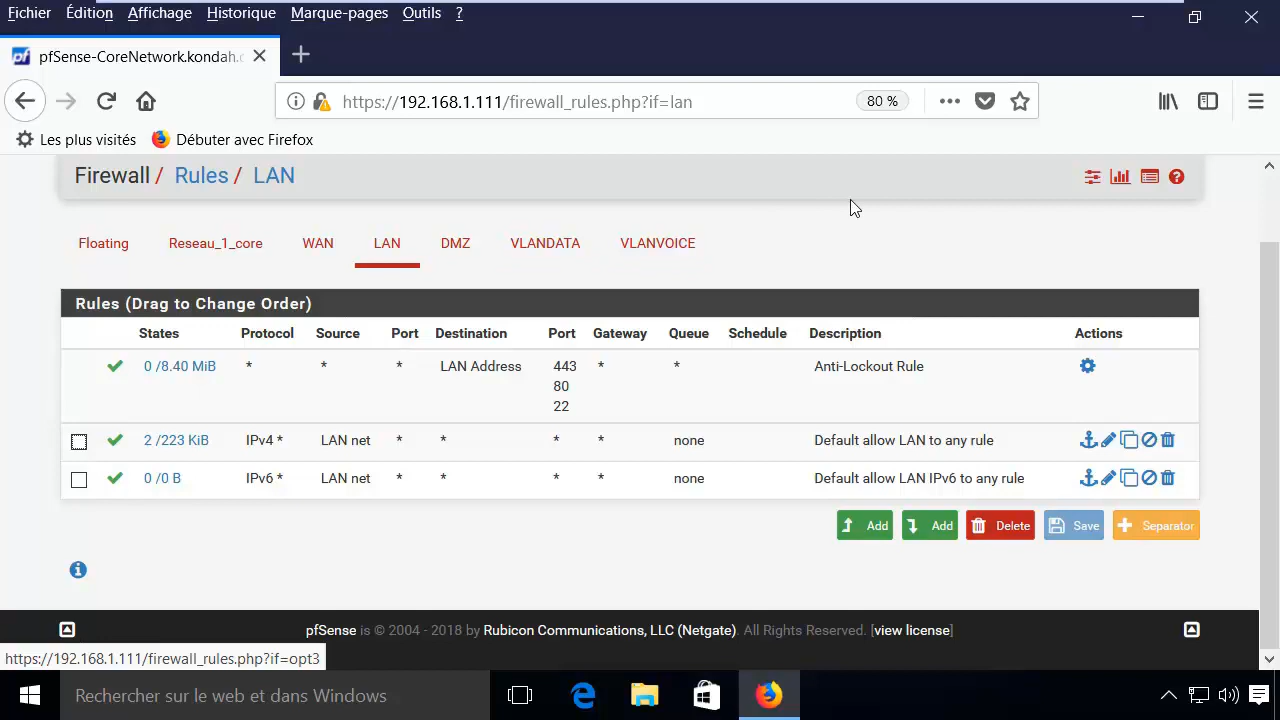 Fichier Édition Affichage Historique Marque-pages Outils ?
pfSense-CoreNetwork.kondah.
https://192.168.1.111/firewall_rules.php?if=lan 80 %
Les plus visités Débuter avec Firefox
Firewall / Rules / LAN
Floating Reseau_1_core WAN LAN DMZ VLANDATA VLANVOICE
Rules (Drag to Change Order)
States Protocol Source Port Destination Port Gateway Queue Schedule Description Actions
0 /8.40 MiB * * * LAN Address 443 * * Anti-Lockout Rule
80
22
2 /223 KiB IPv4 * LAN net * * * * none Default allow LAN to any rule
0 /0 B IPv6 * LAN net * * * * none Default allow LAN IPv6 to any rule
Add Add Delete Save Separator
pfSense is © 2004 - 2018 by Rubicon Communications, LLC (Netgate). All Rights Reserved. [view license]
https://192.168.1.111/firewall_rules.php?if=opt3
Rechercher sur le web et dans Windows